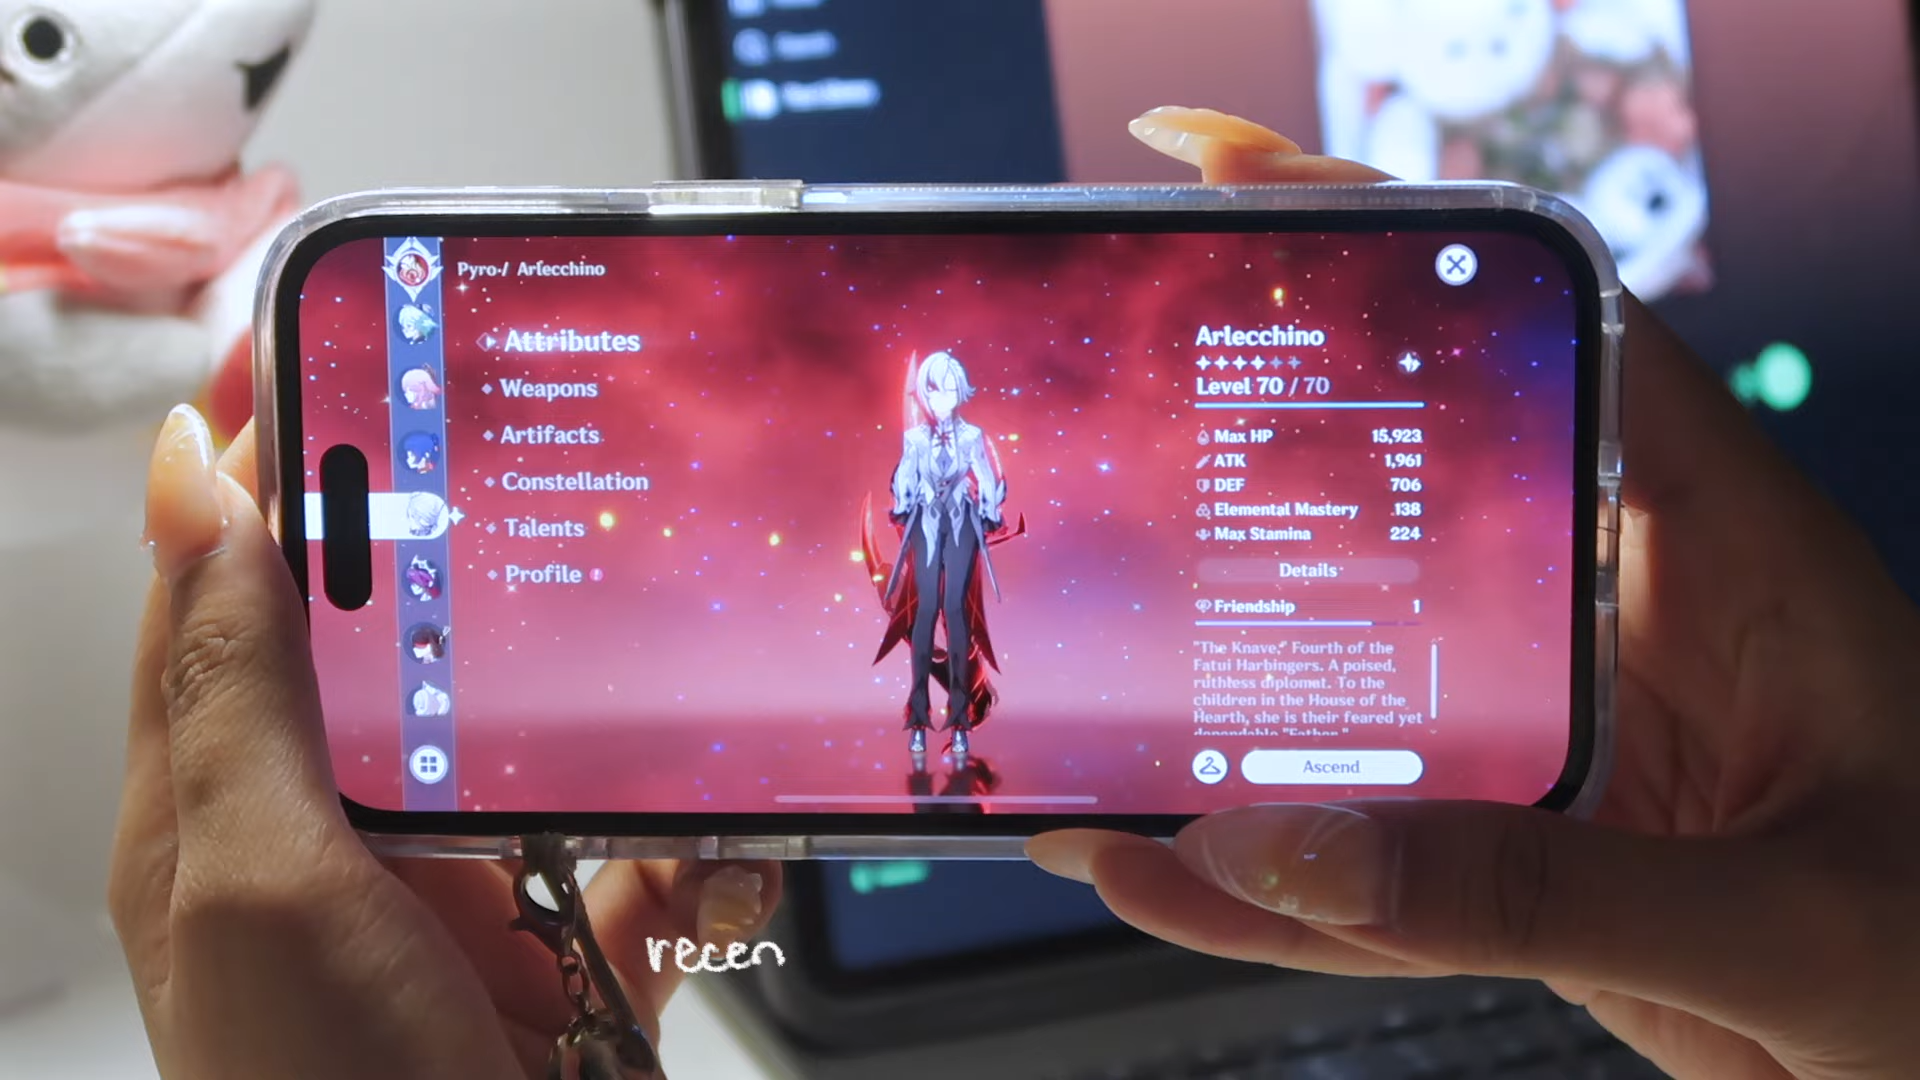 Pyro / Arlecchino
Attributes
Weapons
Artifacts
Constellation
Talents
Profile
Arlecchino
Level 70 / 70
Max HP 15,923
ATK 1,961
DEF 706
Elemental Mastery 138
Max Stamina 224
Details
Friendship 1
"The Knave," Fourth of the
Fatui Harbingers. A poised,
ruthless diplomat. To the
children in the House of the
Hearth, she is their feared yet
dependable "Father."
Ascend
recen